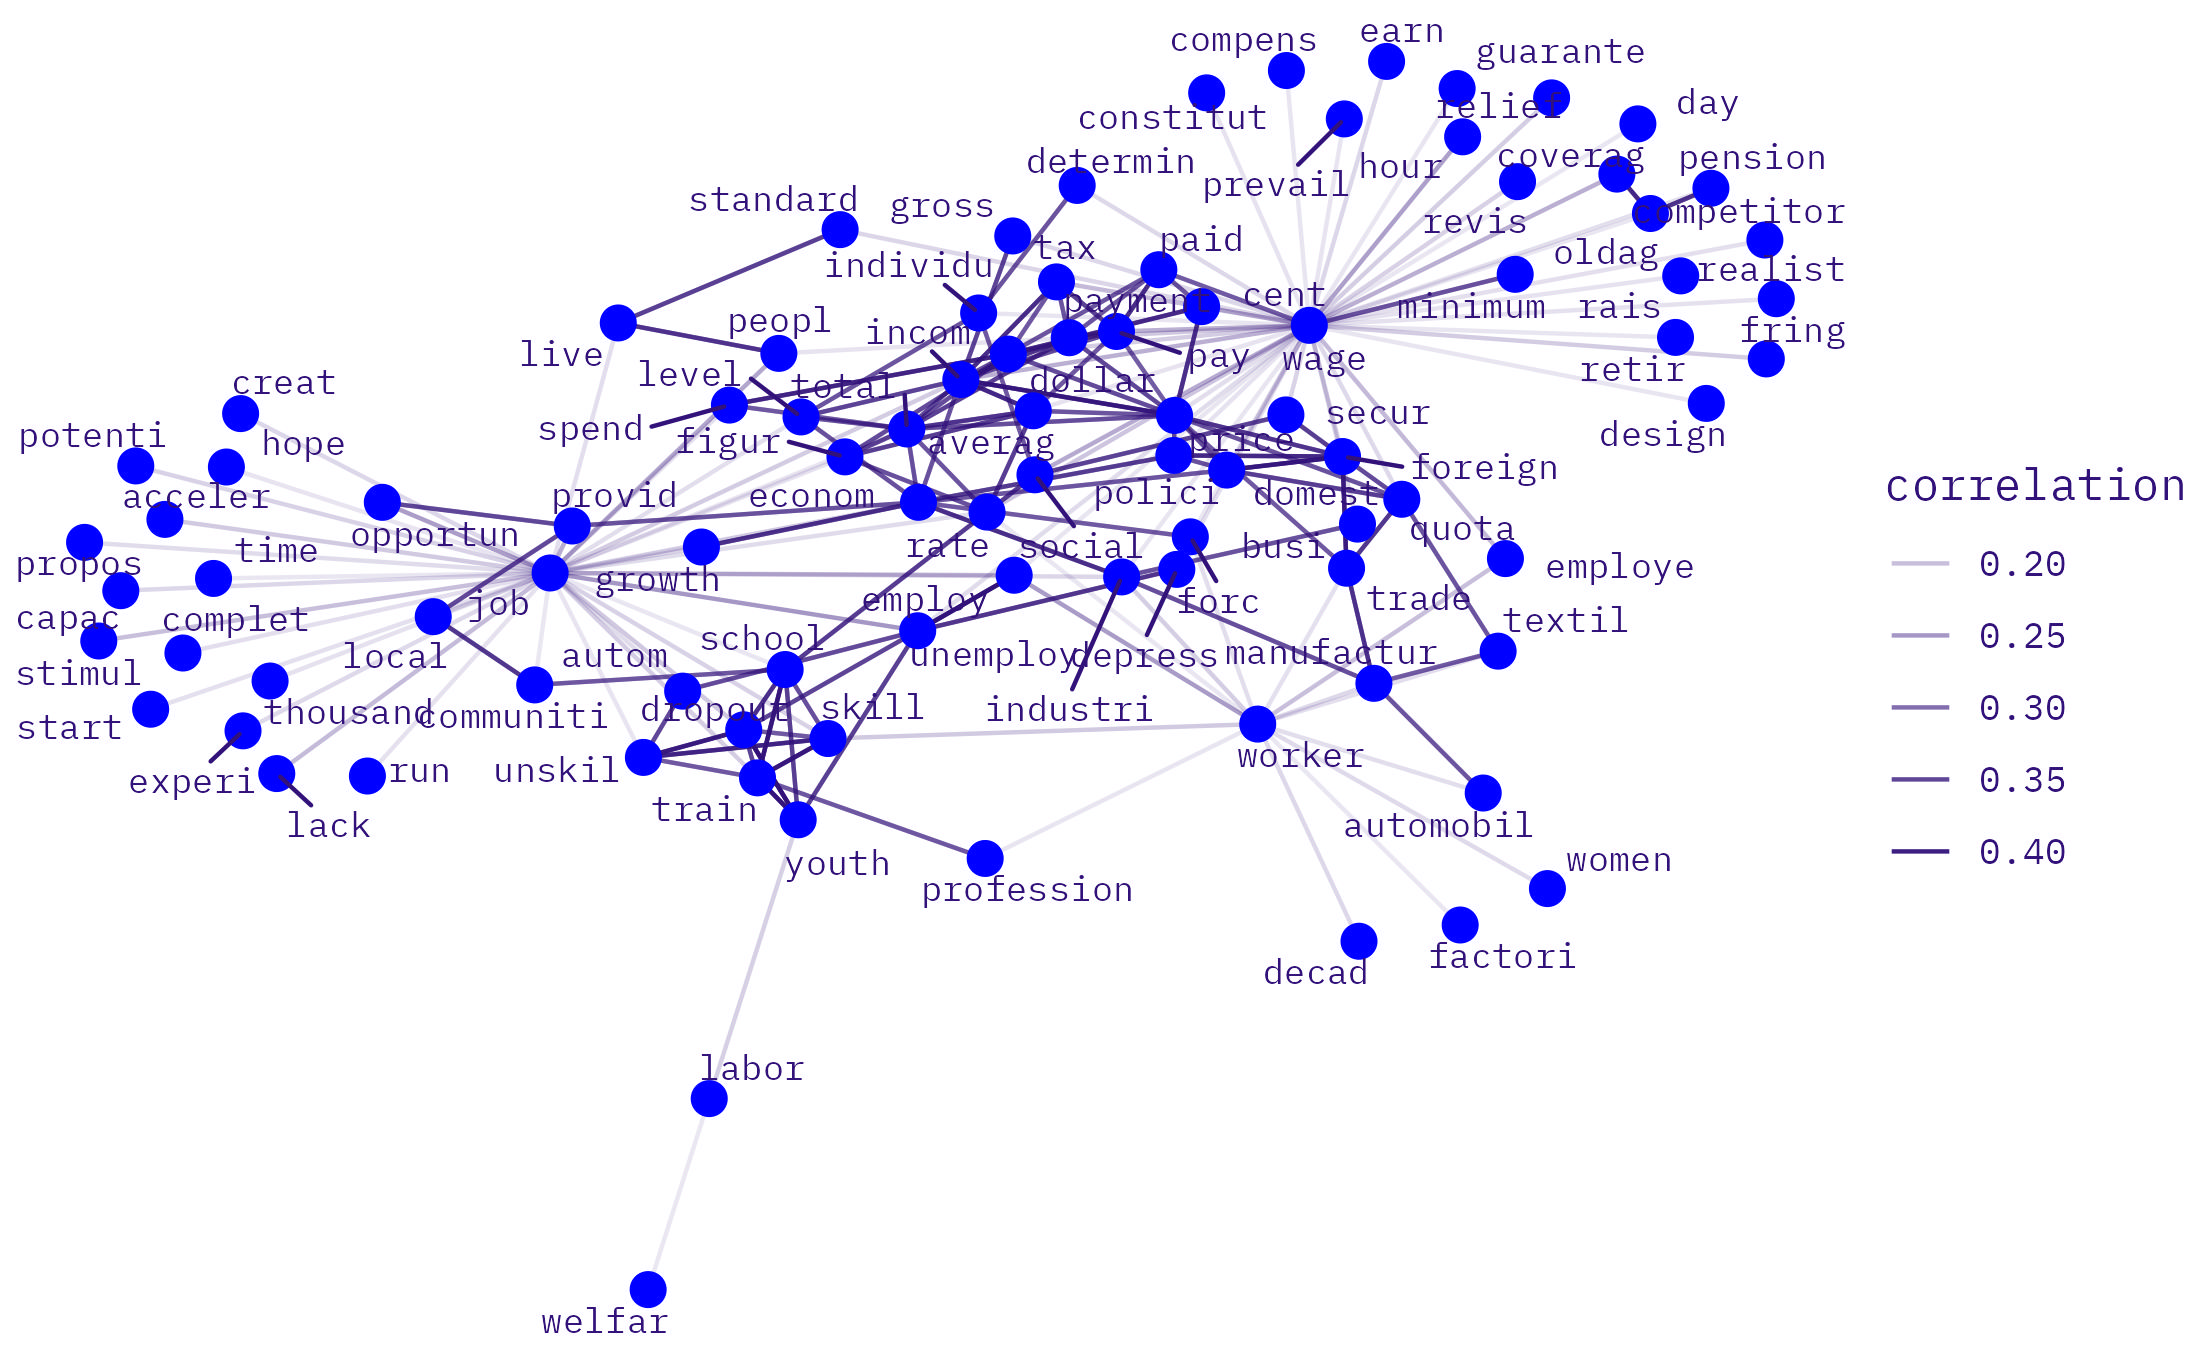 compens
earn
guarante
constitut
relief
day
determin
prevail
hour
coverag
pension
standard
gross
revis
competitor
individu
tax
paid
oldag
realist
peopl
incom
payment
cent
minimum
rais
fring
live
level
total
dollar
pay
wage
retir
creat
spend
figur
averag
price
secur
design
potenti
hope
foreign
correlation
acceler
provid
econom
polici
domest
opportun
rate
social
busi
quota
propos
time
growth
employ
forc
trade
employe
0.20
capac
complet
job
school
textil
0.25
stimul
local
autom
unemploy
depress
manufactur
start
thousand
communiti
dropout
skill
industri
0.30
experi
run
unskil
worker
0.35
lack
train
automobil
youth
women
0.40
profession
decad
factori
labor
welfar